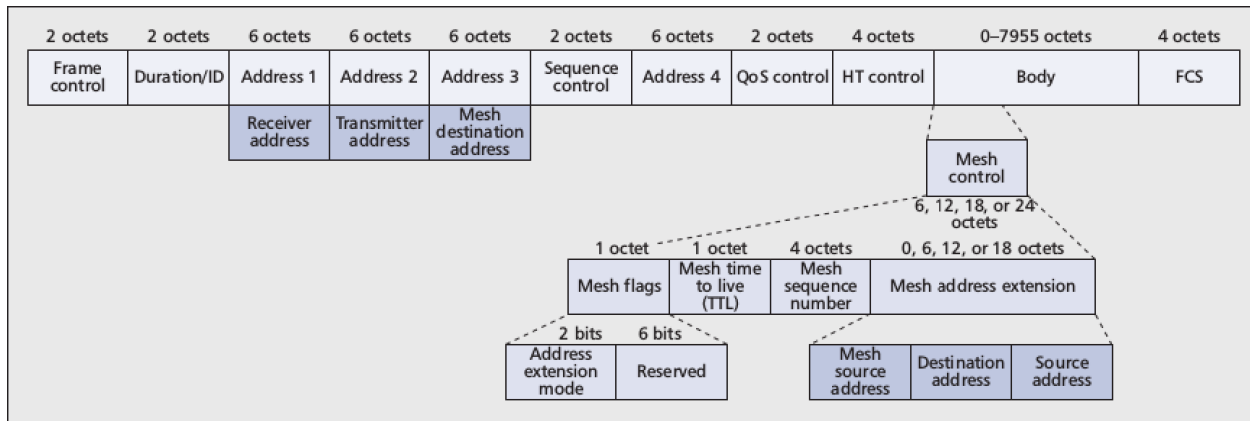 2 octets 2 octets 6 octets 6 octets 6 octets 2 octets 6 octets 2 octets 4 octets 0–7955 octets 4 octets
Frame control Duration/ID Address 1 Address 2 Address 3 Sequence control Address 4 QoS control HT control Body FCS
Receiver address Transmitter address Mesh destination address
Mesh
control
6, 12, 18, or 24
octets
1 octet 1 octet 4 octets 0, 6, 12, or 18 octets
Mesh flags Mesh time to live (TTL) Mesh sequence number Mesh address extension
2 bits 6 bits
Address extension mode Reserved Mesh source address Destination address Source address